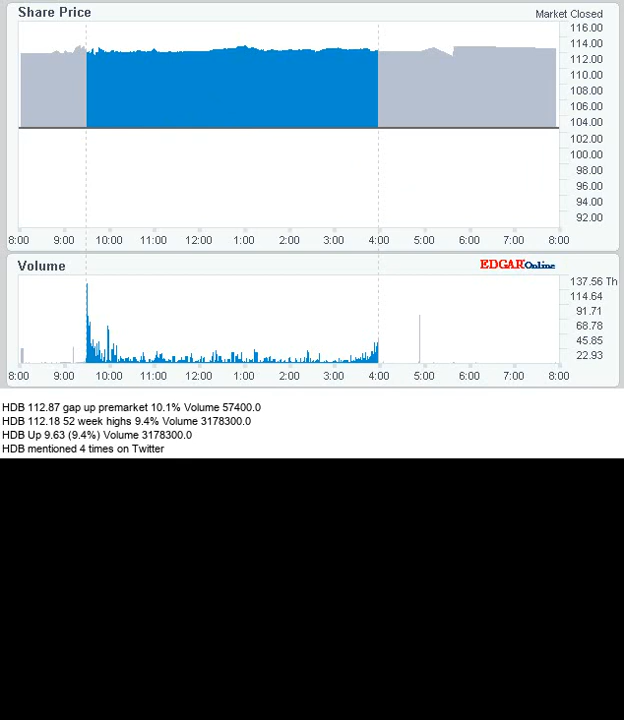 Share Price
Market Closed
116.00
114.00
112.00
110.00
108.00
106.00
104.00
102.00
100.00
98.00
96.00
94.00
92.00
8:00 9:00 10:00 11:00 12:00 1:00 2:00 3:00 4:00 5:00 6:00 7:00 8:00
Volume
EDGAROnline
137.56 Th
114.64
91.71
68.78
45.85
22.93
8:00 9:00 10:00 11:00 12:00 1:00 2:00 3:00 4:00 5:00 6:00 7:00 8:00
HDB 112.87 gap up premarket 10.1% Volume 57400.0
HDB 112.18 52 week highs 9.4% Volume 3178300.0
HDB Up 9.63 (9.4%) Volume 3178300.0
HDB mentioned 4 times on Twitter